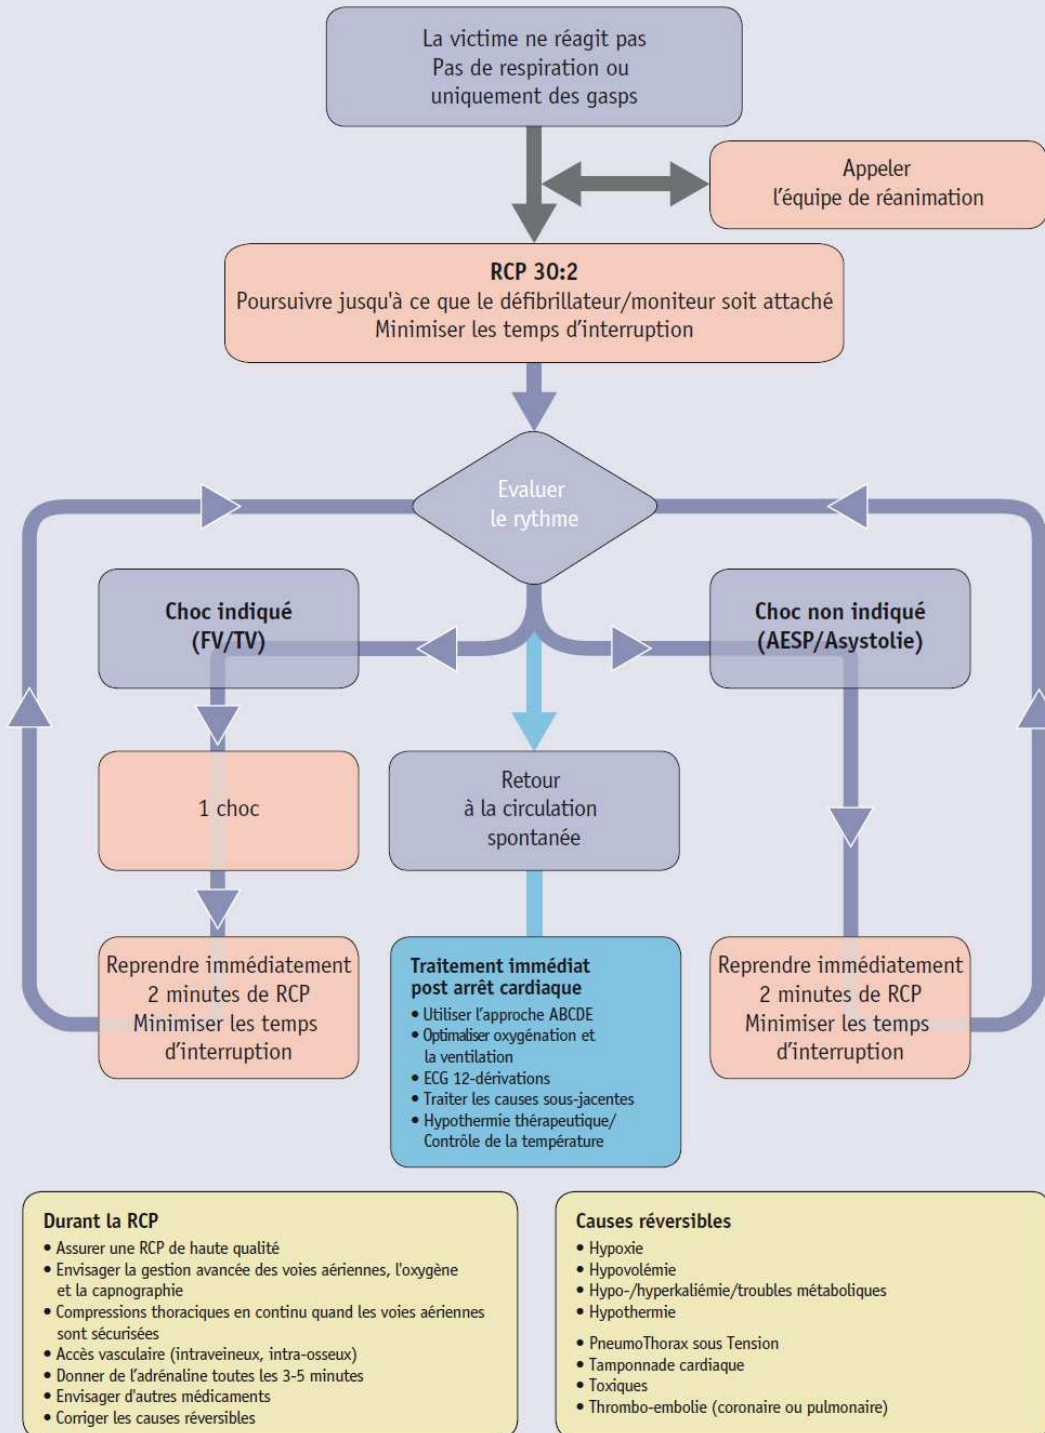 La victime ne réagit pas
Pas de respiration ou
uniquement des gasps
Appeler
l'équipe de réanimation
RCP 30:2
Poursuivre jusqu'à ce que le défibrillateur/moniteur soit attaché
Minimiser les temps d'interruption
Evaluer
le rythme
Choc indiqué
(FV/TV)
Choc non indiqué
(AESP/Asystolie)
1 choc
Retour
à la circulation
spontanée
Reprendre immédiatement
2 minutes de RCP
Minimiser les temps
d'interruption
Traitement immédiat
post arrêt cardiaque
• Utiliser l'approche ABCDE
• Optimaliser oxygénation et
la ventilation
• ECG 12-dérivations
• Traiter les causes sous-jacentes
• Hypothermie thérapeutique/
Contrôle de la température
Reprendre immédiatement
2 minutes de RCP
Minimiser les temps
d'interruption
Durant la RCP
• Assurer une RCP de haute qualité
• Envisager la gestion avancée des voies aériennes, l'oxygène
et la capnographie
• Compressions thoraciques en continu quand les voies aériennes
sont sécurisées
• Accès vasculaire (intraveineux, intra-osseux)
• Donner de l'adrénaline toutes les 3-5 minutes
• Envisager d'autres médicaments
• Corriger les causes réversibles
Causes réversibles
• Hypoxie
• Hypovolémie
• Hypo-/hyperkaliémie/troubles métaboliques
• Hypothermie
• PneumoThorax sous Tension
• Tamponnade cardiaque
• Toxiques
• Thrombo-embolie (coronaire ou pulmonaire)